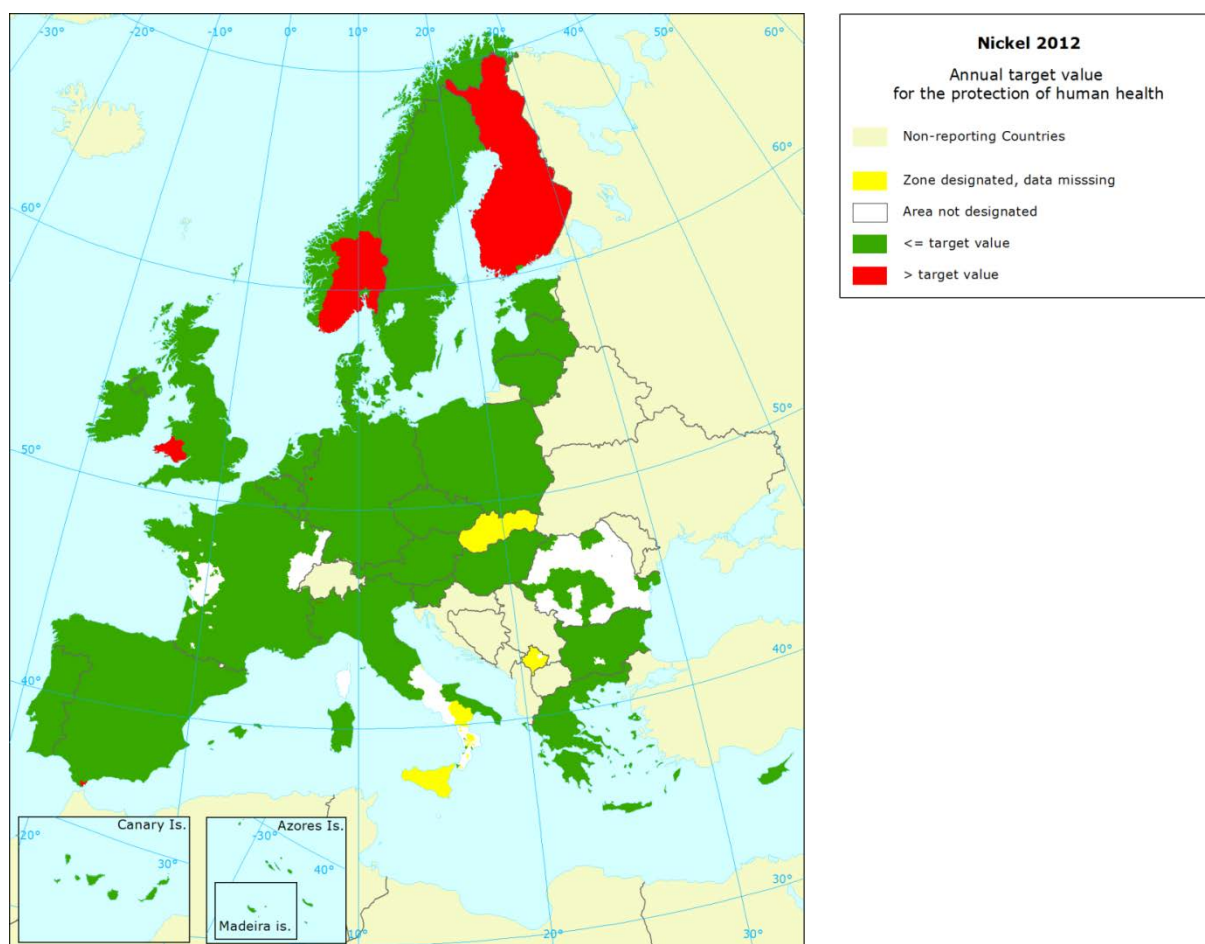 -30°
-20°
-10°
0°
10°
20°
30°
40°
50°
60°
60°
60°
50°
50°
40°
40°
30°
-20°
-10°
10°
20°
30°
Canary Is.
30°
Azores Is.
-30°
40°
Madeira is.
Nickel 2012
Annual target value
for the protection of human health
Non-reporting Countries
Zone designated, data misssing
Area not designated
<= target value
> target value